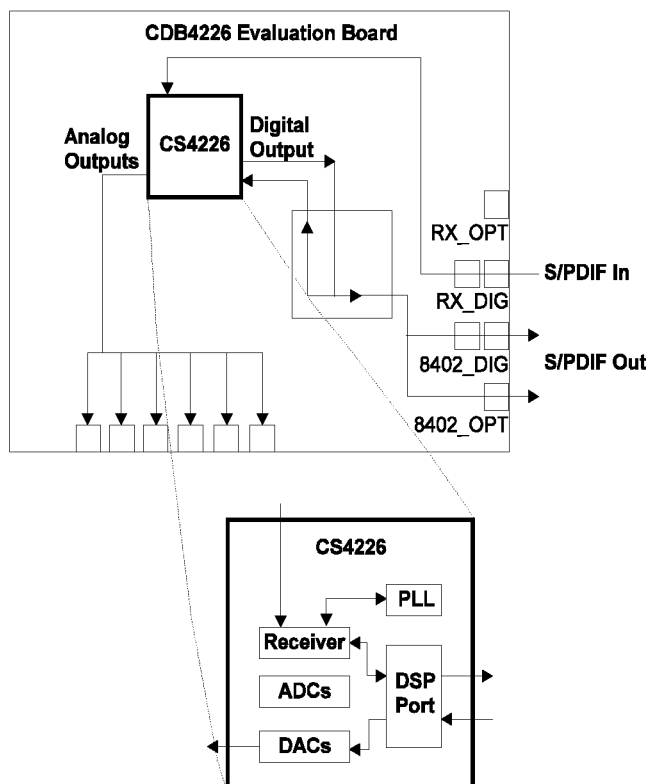 CDB4226 Evaluation Board
Analog
Outputs
CS4226
Digital
Output
RX_OPT
S/PDIF In
RX_DIG
8402_DIG
S/PDIF Out
8402_OPT
CS4226
PLL
Receiver
ADCs
DSP
Port
DACs